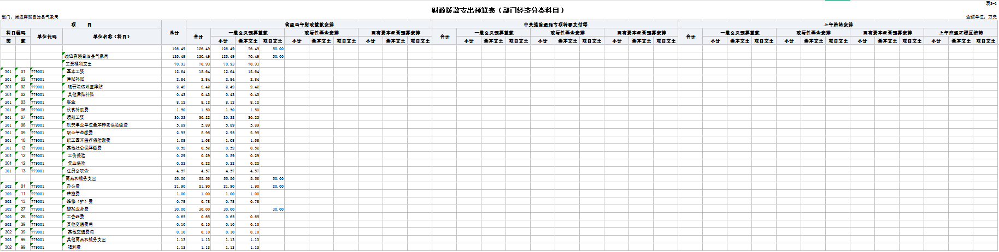 表2-1
财政拨款支出预算表（部门经济分类科目）
部门：峨边彝族自治县气象局 金额单位：万元
项 目 总计 省级当年财政拨款安排 中央提前通知专项转移支付等 上年结转安排
科目编码 单位代码 单位名称（科目） 合计 一般公共预算拨款 政府性基金安排 国有资本经营预算安排 合计 一般公共预算拨款 政府性基金安排 国有资本经营预算安排 合计 一般公共预算拨款 政府性基金安排 国有资本经营预算安排 上年应返还额度结转
类 款 小计 基本支出 项目支出 小计 基本支出 项目支出 小计 基本支出 项目支出 小计 基本支出 项目支出 小计 基本支出 项目支出 小计 基本支出 项目支出 小计 基本支出 项目支出 小计 基本支出 项目支出 小计 基本支出 项目支出 小计 基本支出 项目支出
126.49 126.49 126.49 76.49 50.00
峨边彝族自治县气象局 126.49 126.49 126.49 76.49 50.00
工资福利支出 70.93 70.93 70.93 70.93
301 01 779001 基本工资 12.64 12.64 12.64 12.64
301 02 779001 津贴补贴 2.84 2.84 2.84 2.84
301 02 779001 艰苦边远地区津贴 2.42 2.42 2.42 2.42
301 02 779001 其他津贴补贴 0.43 0.43 0.43 0.43
301 03 779001 奖金 8.12 8.12 8.12 8.12
301 06 779001 伙食补助费 1.50 1.50 1.50 1.50
301 07 779001 绩效工资 30.22 30.22 30.22 30.22
301 08 779001 机关事业单位基本养老保险缴费 5.89 5.89 5.89 5.89
301 09 779001 职业年金缴费 2.95 2.95 2.95 2.95
301 10 779001 职工基本医疗保险缴费 1.68 1.68 1.68 1.68
301 12 779001 其他社会保障缴费 0.52 0.52 0.52 0.52
301 12 779001 工伤保险 0.29 0.29 0.29 0.29
301 12 779001 失业保险 0.22 0.22 0.22 0.22
301 13 779001 住房公积金 4.57 4.57 4.57 4.57
商品和服务支出 55.56 55.56 55.56 5.56 50.00
302 01 779001 办公费 21.90 21.90 21.90 1.90 20.00
302 11 779001 差旅费 1.00 1.00 1.00 1.00
302 13 779001 维修（护）费 0.78 0.78 0.78 0.78
302 27 779001 委托业务费 30.00 30.00 30.00 30.00
302 28 779001 工会经费 0.65 0.65 0.65 0.65
302 39 779001 其他交通费用 0.10 0.10 0.10 0.10
302 39 779001 其他交通费用 0.10 0.10 0.10 0.10
302 99 779001 其他商品和服务支出 1.13 1.13 1.13 1.13
302 99 779001 福利费 1.13 1.13 1.13 1.13